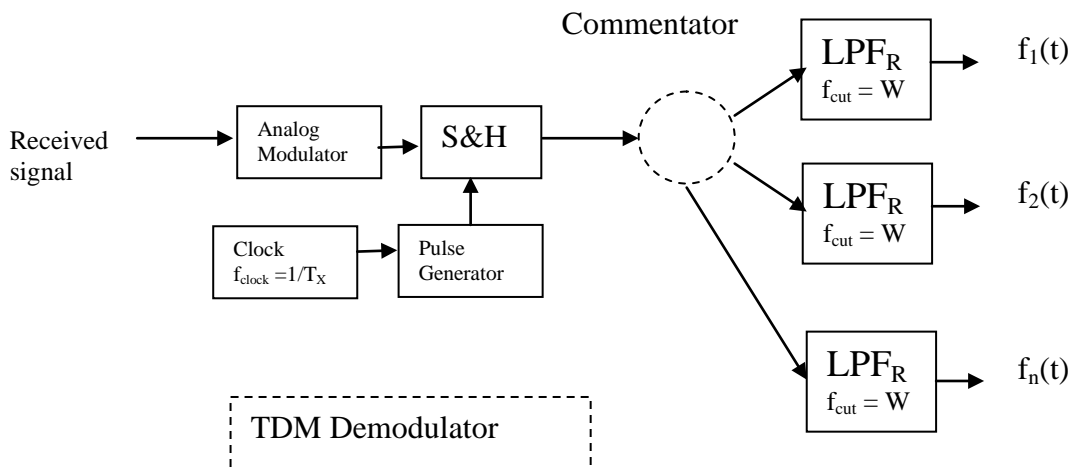 Commentator
LPF_R
f_cut = W
f_1(t)
Received
signal
Analog
Modulator
S&H
LPF_R
f_cut = W
f_2(t)
Clock
f_clock =1/T_X
Pulse
Generator
LPF_R
f_cut = W
f_n(t)
TDM Demodulator